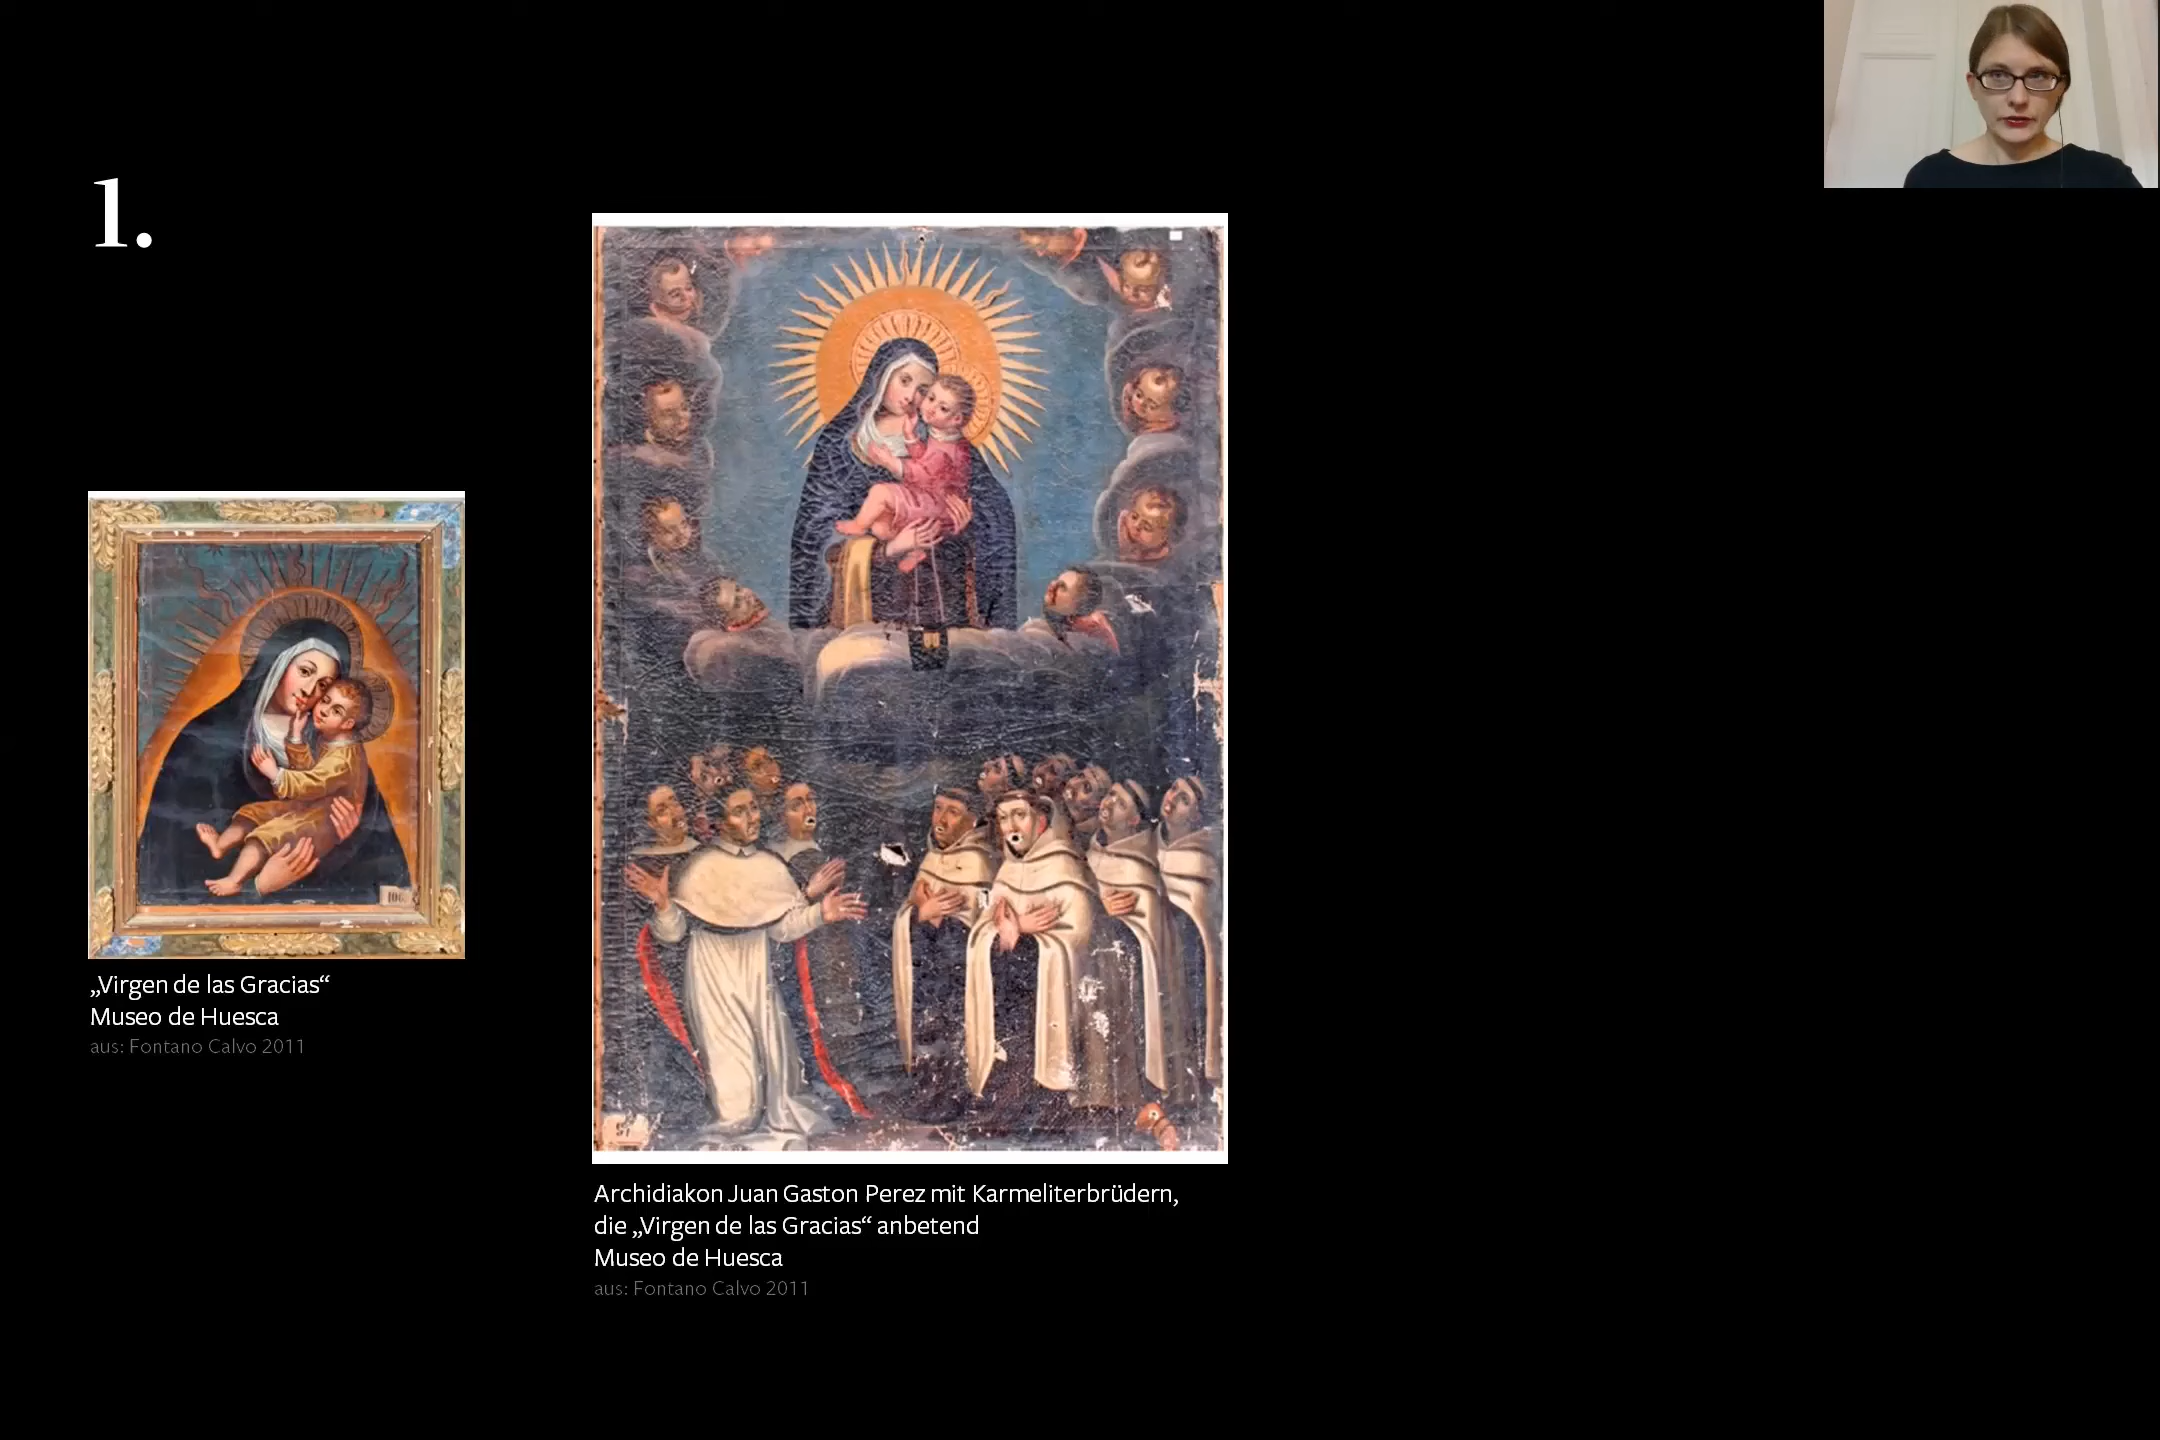 1.
„Virgen de las Gracias“
Museo de Huesca
aus: Fontano Calvo 2011
Archidiakon Juan Gaston Perez mit Karmeliterbrüdern,
die „Virgen de las Gracias“ anbetend
Museo de Huesca
aus: Fontano Calvo 2011